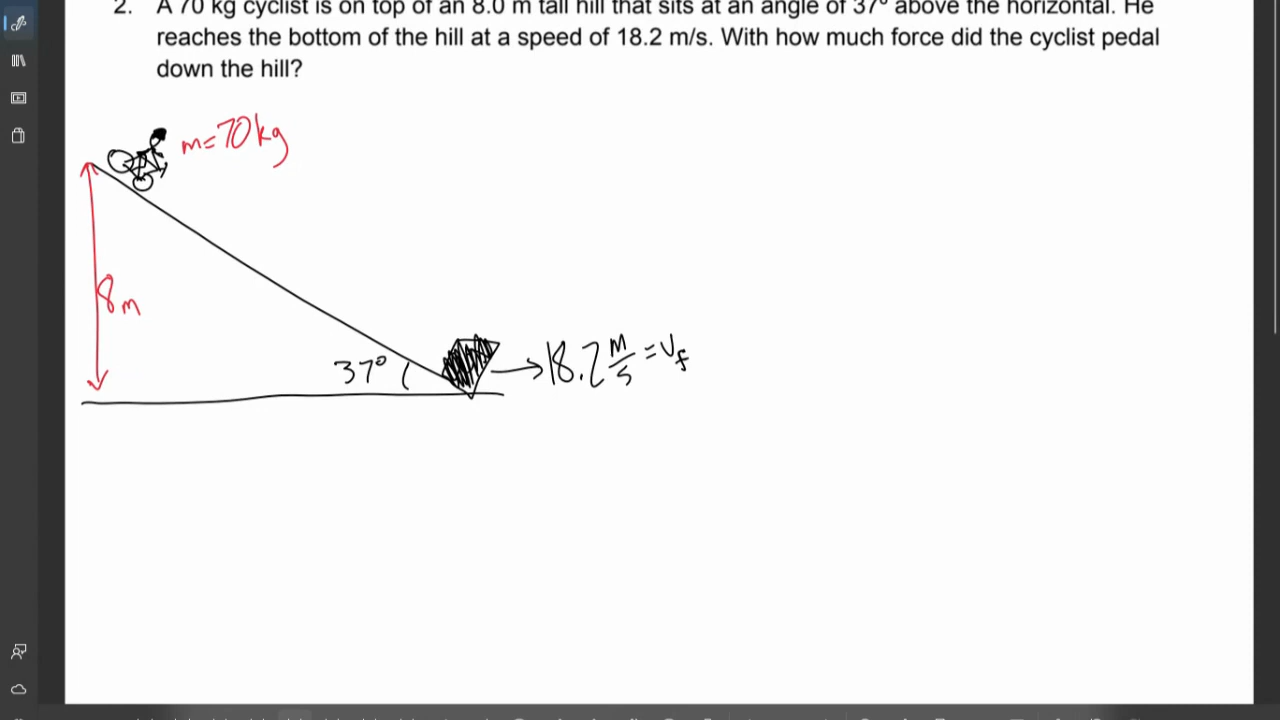 2. A 70 kg cyclist is on top of an 8.0 m tall hill that sits at an angle of 37º above the horizontal. He
reaches the bottom of the hill at a speed of 18.2 m/s. With how much force did the cyclist pedal
down the hill?
m=70kg
8m
37º
18.2 m/s = vf